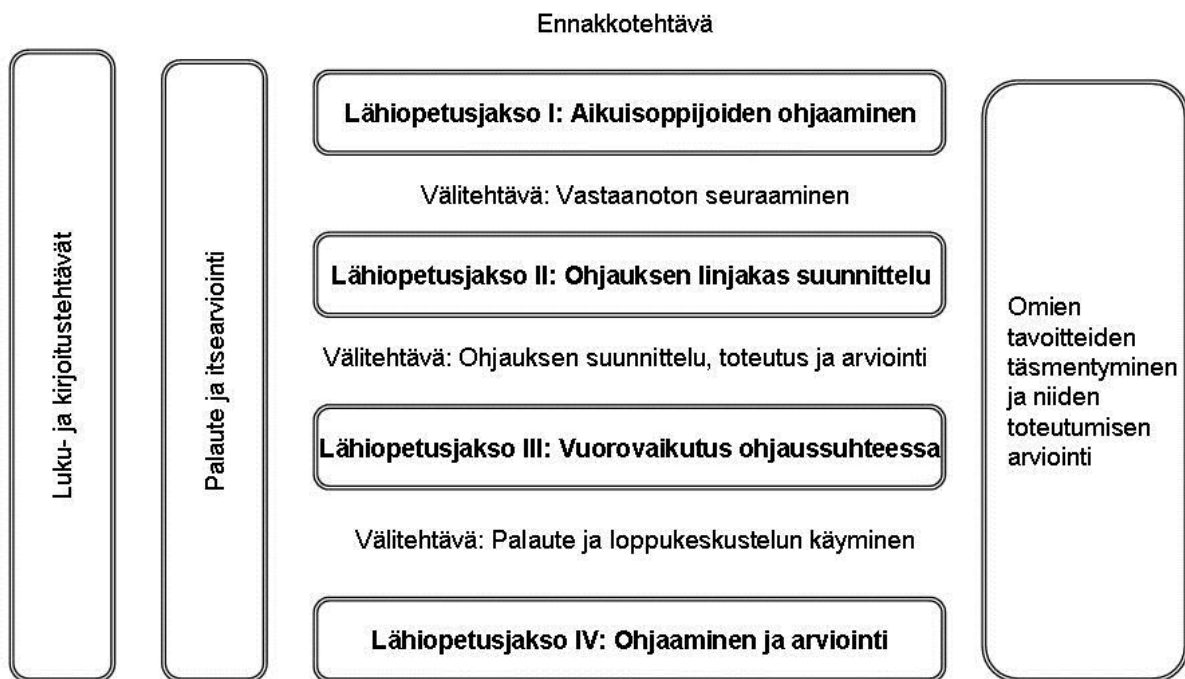 Ennakkotehtävä
Luku- ja kirjoitustehtävät
Palaute ja itsearviointi
Lähiopetusjakso I: Aikuisoppijoiden ohjaaminen
Välitehtävä: Vastaanoton seuraaminen
Lähiopetusjakso II: Ohjauksen linjakas suunnittelu
Välitehtävä: Ohjauksen suunnittelu, toteutus ja arviointi
Lähiopetusjakso III: Vuorovaikutus ohjaussuhteessa
Välitehtävä: Palaute ja loppukeskustelun käyminen
Lähiopetusjakso IV: Ohjaaminen ja arviointi
Omien
tavoitteiden
täsmentyminen
ja niiden
toteutumisen
arviointi